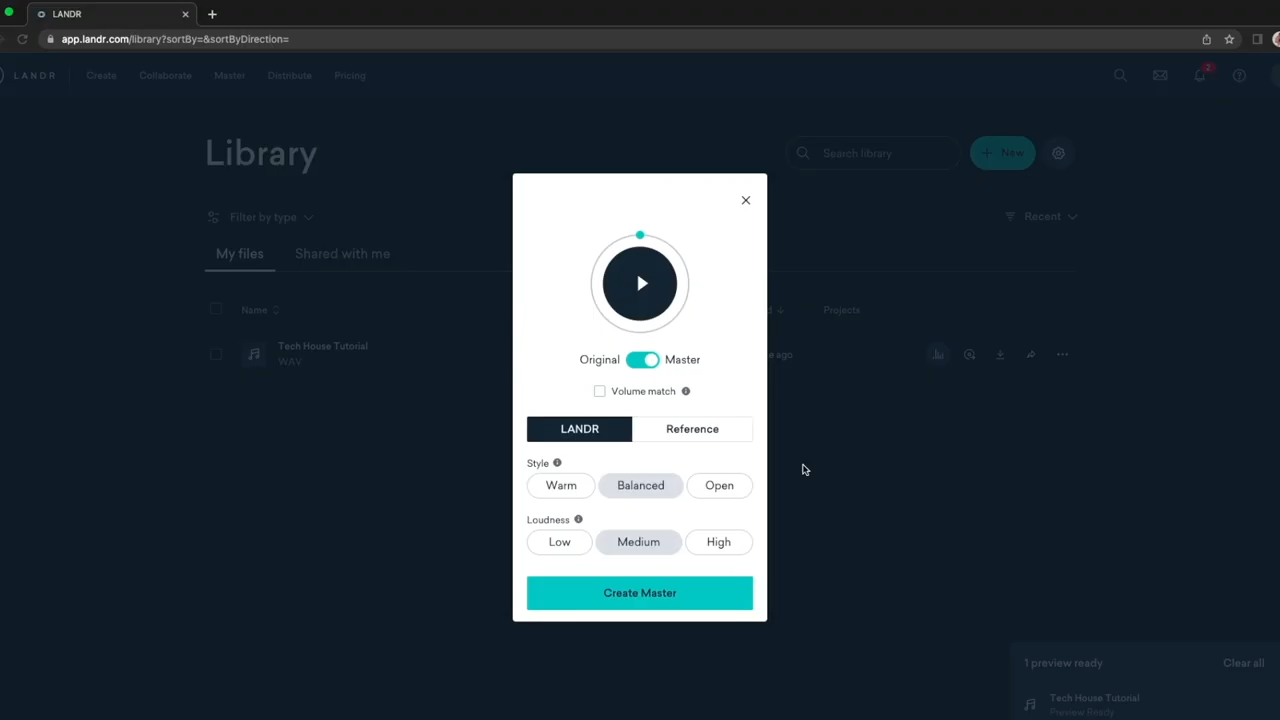 LANDR
app.landr.com/library?sortBy=&sortByDirection=
LANDR Create Collaborate Master Distribute Pricing 2
Library
Search library
New
Filter by type
Recent
My files Shared with me
Name
Projects
Tech House Tutorial
WAV
ago
Original Master
Volume match
LANDR Reference
Style
Warm Balanced Open
Loudness
Low Medium High
Create Master
1 preview ready Clear all
Tech House Tutorial
Preview Ready